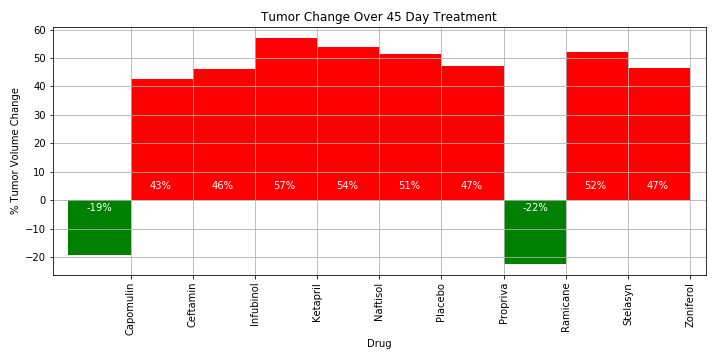 Tumor Change Over 45 Day Treatment
% Tumor Volume Change
60
50
40
30
20
10
0
−10
−20
-19%
43%
46%
57%
54%
51%
47%
-22%
52%
47%
Capomulin
Ceftamin
Infubinol
Ketapril
Naftisol
Placebo
Propriva
Ramicane
Stelasyn
Zoniferol
Drug